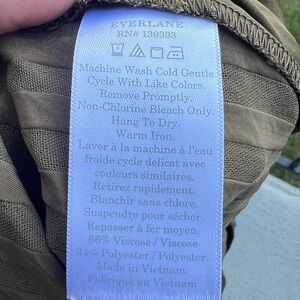 EVERLANE
RN# 139393
Machine Wash Cold Gentle
Cycle With Like Colors.
Remove Promptly.
Non-Chlorine Bleach Only
Hang To Dry.
Warm Iron.
Laver à la machine à l'eau
froide cycle délicat avec
couleurs similaires.
Retirez rapidement.
Blanchir sans chlore.
Suspendre pour sécher.
Repasser à fer moyen.
66% Viscose / Viscose
34% Polyester / Polyester.
Made in Vietnam.
Fabriqué au Vietnam